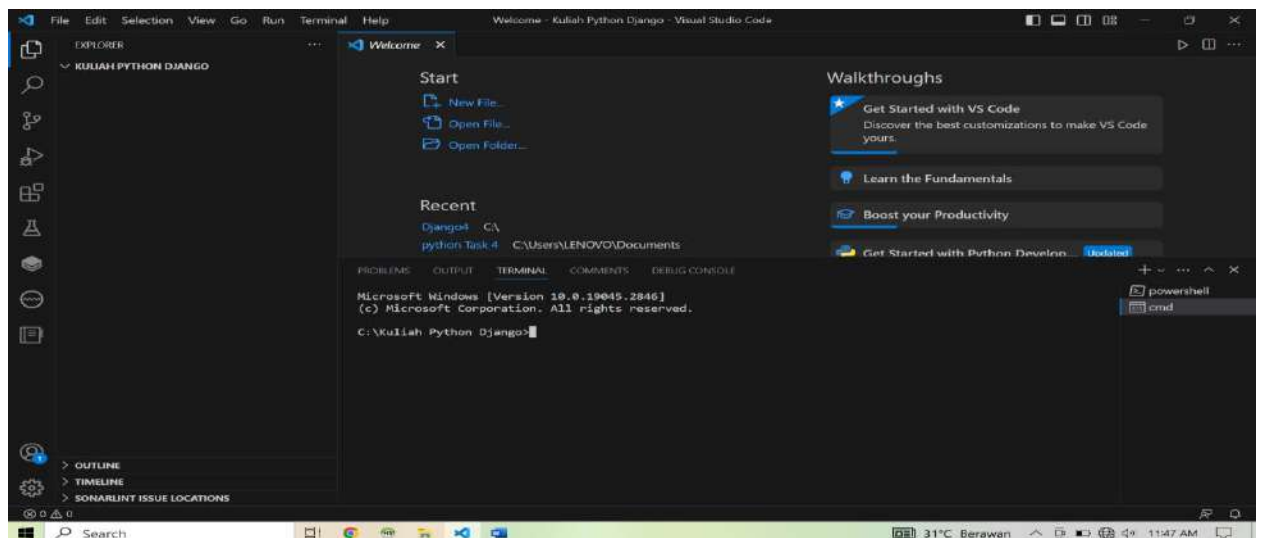 File Edit Selection View Go Run Terminal Help
Welcome - Kuliah Python Django - Visual Studio Code
EXPLORER
KULIAH PYTHON DJANGO
OUTLINE
TIMELINE
SONARLINT ISSUE LOCATIONS
Welcome
Start
New File...
Open File...
Open Folder...
Recent
Django4 C:\
python Task 4 C:\Users\LENOVO\Documents
Walkthroughs
Get Started with VS Code
Discover the best customizations to make VS Code
yours.
Learn the Fundamentals
Boost your Productivity
Get Started with Python Develop... Updated
PROBLEMS OUTPUT TERMINAL COMMENTS DEBUG CONSOLE
Microsoft Windows [Version 10.0.19045.2846]
(c) Microsoft Corporation. All rights reserved.
C:\Kuliah Python Django>
powershell
cmd
0 0
Search
31°C Berawan 11:47 AM